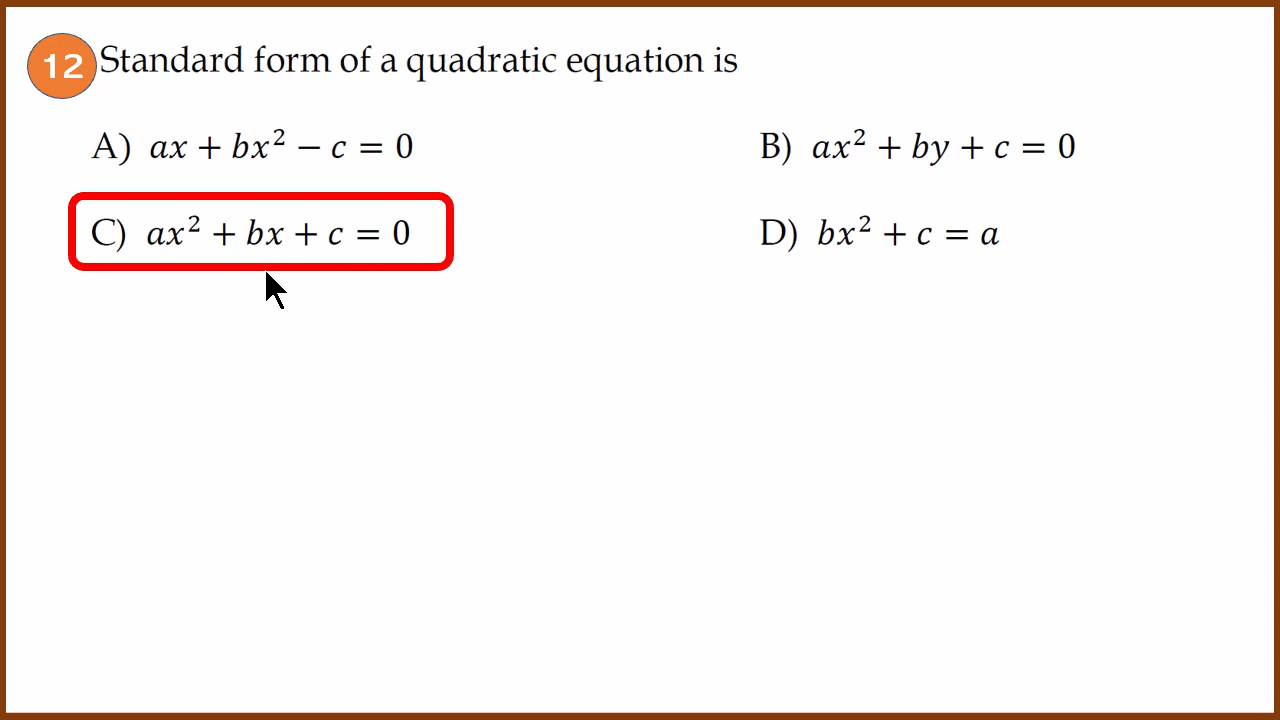 12 Standard form of a quadratic equation is
A) ax + bx² − c = 0 B) ax² + by + c = 0
C) ax² + bx + c = 0 D) bx² + c = a